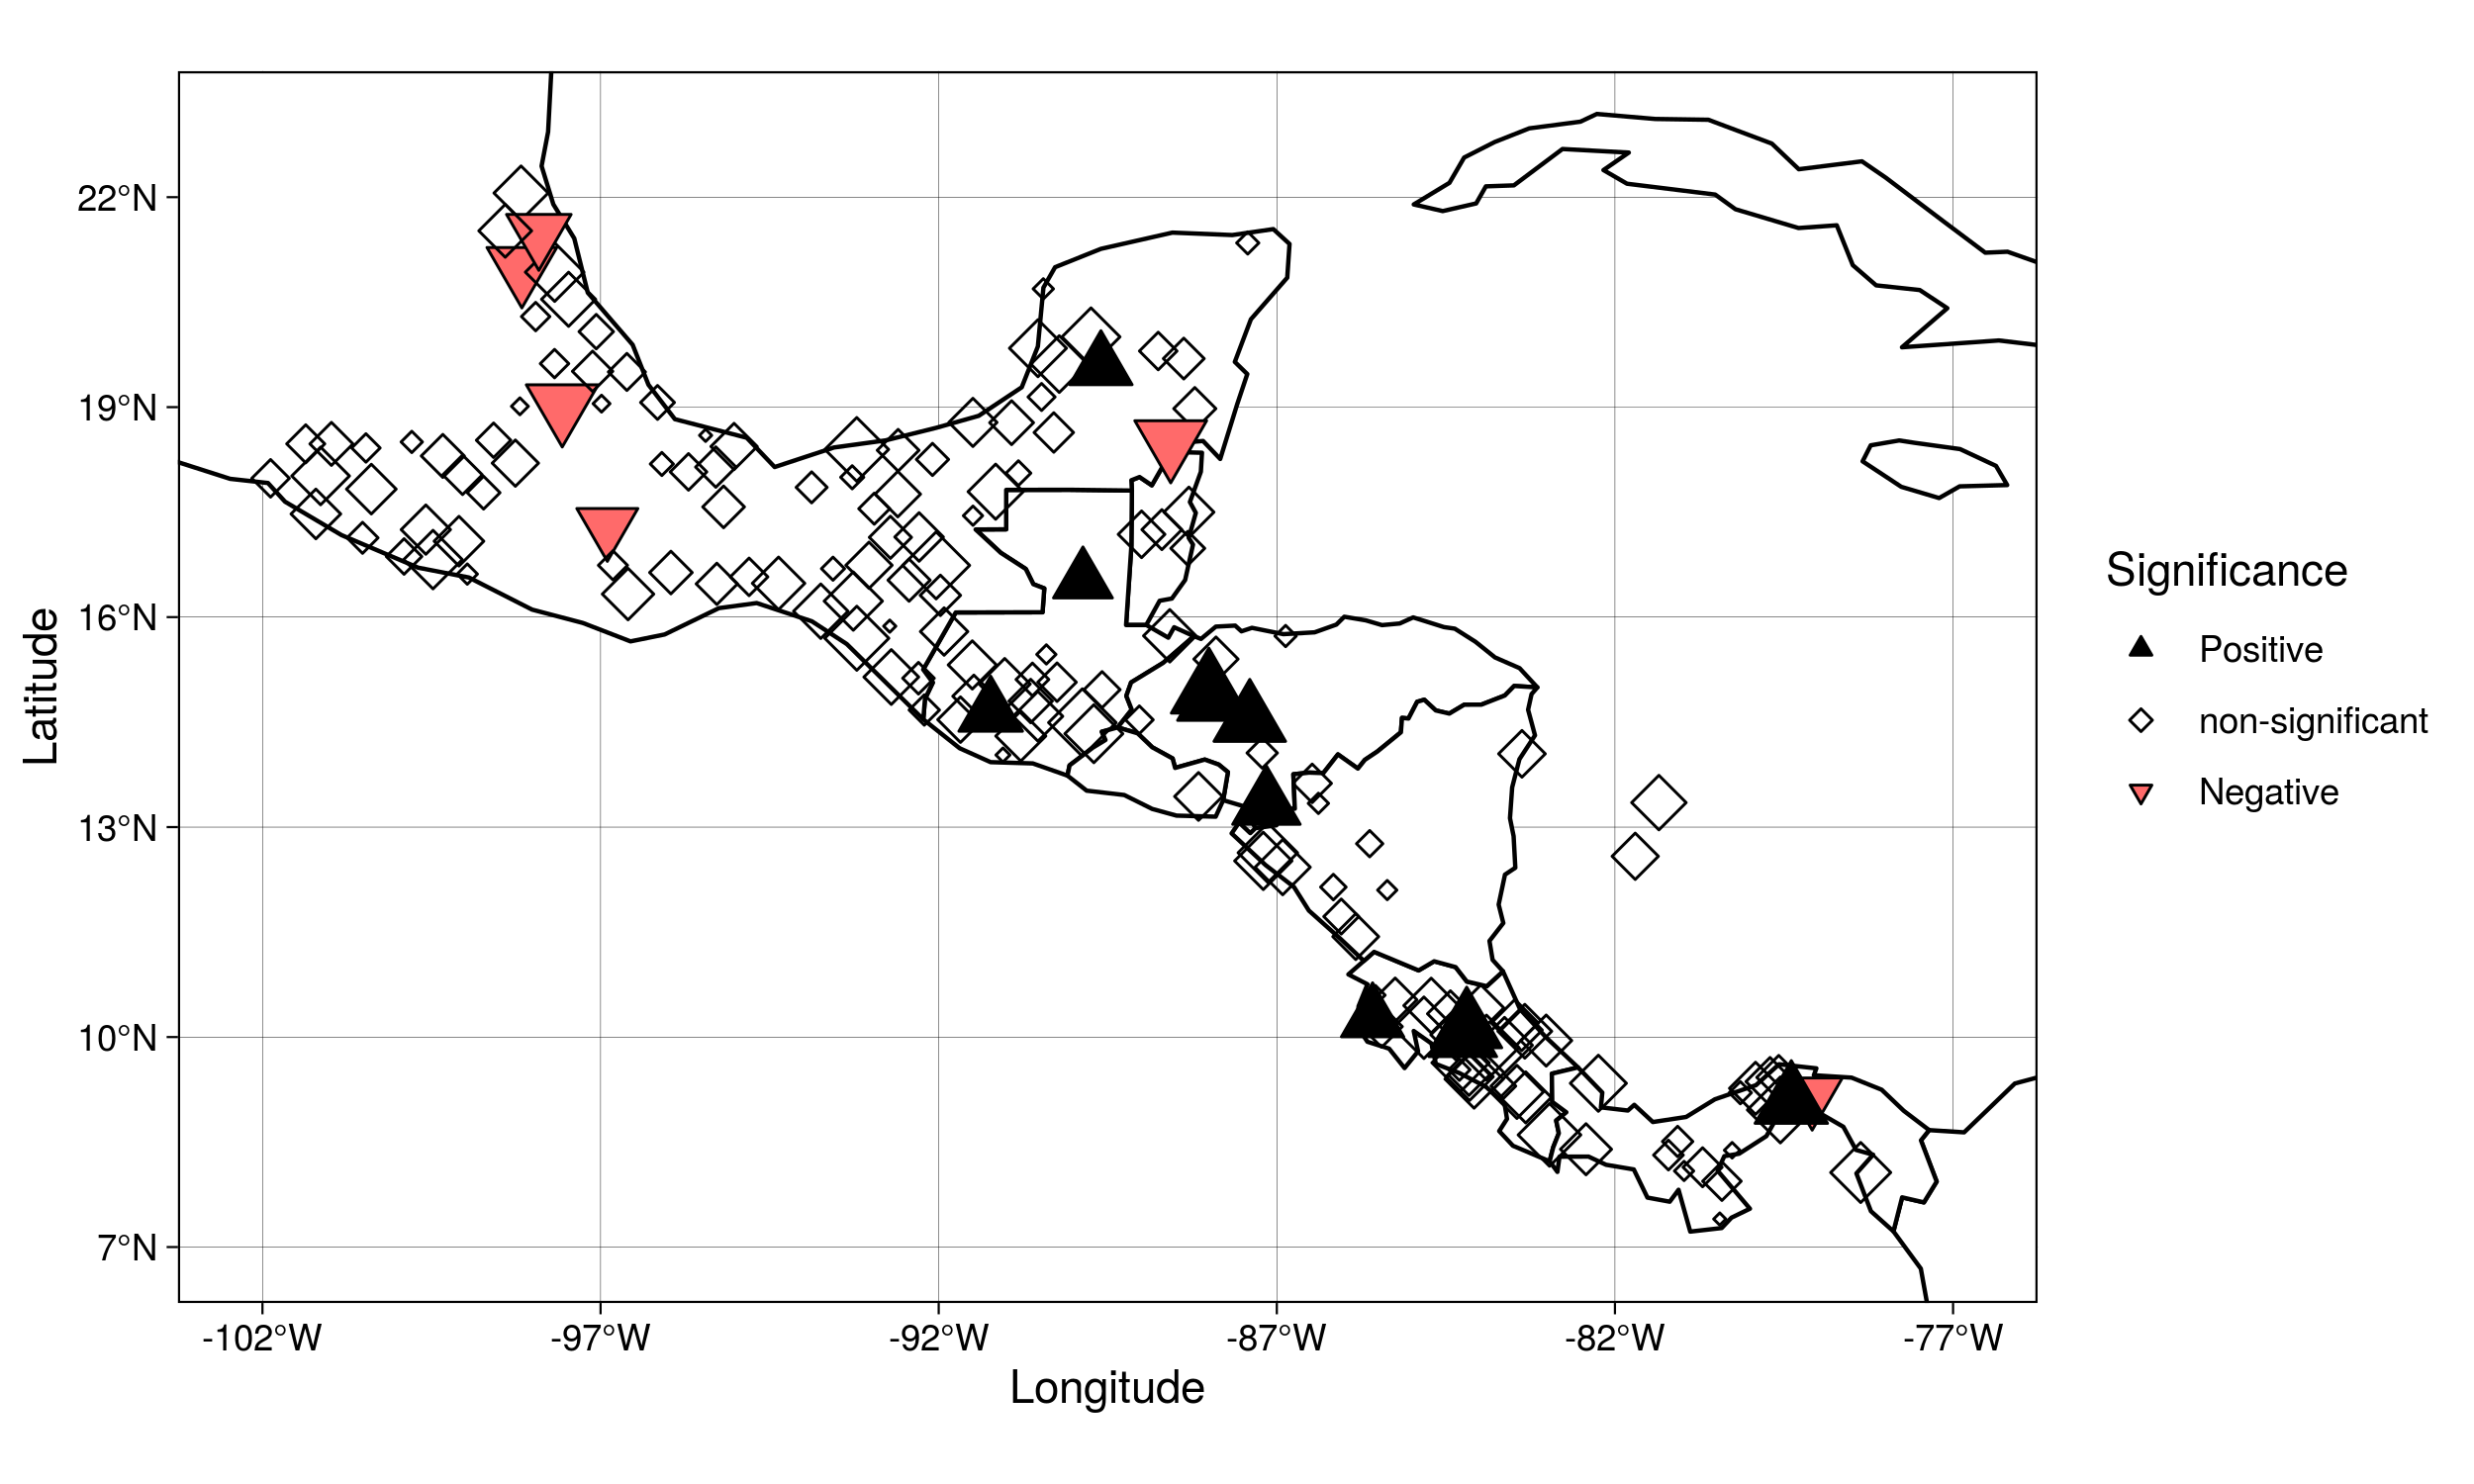 22°N
19°N
16°N
13°N
10°N
7°N
Latitude
-102°W
-97°W
-92°W
-87°W
-82°W
-77°W
Longitude
Significance
Positive
non-significant
Negative